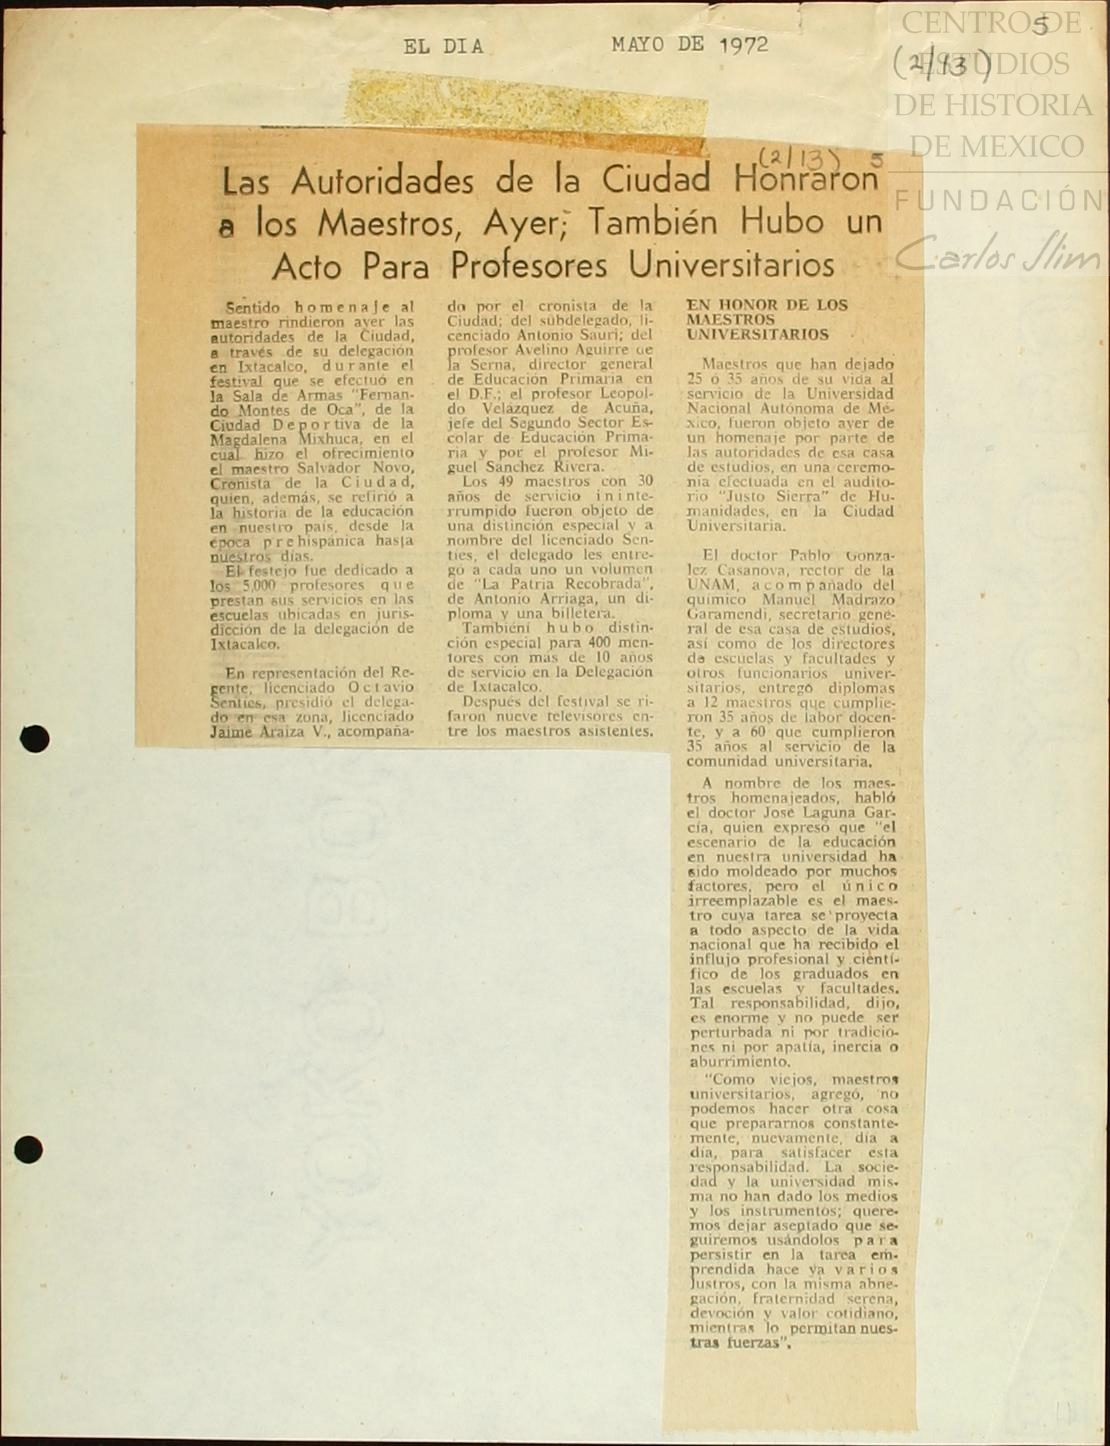 CENTRO DE
ESTUDIOS
DE HISTORIA
DE MEXICO
FUNDACIÓN
Carlos Slim
5
(2/13)
EL DIA MAYO DE 1972
(2/13) 5
Las Autoridades de la Ciudad Honraron
a los Maestros, Ayer; También Hubo un
Acto Para Profesores Universitarios
Sentido homenaje al
maestro rindieron ayer las
autoridades de la Ciudad,
a través de su delegación
en Ixtacalco, durante el
festival que se efectuó en
la Sala de Armas "Fernan-
do Montes de Oca", de la
Ciudad Deportiva de la
Magdalena Mixhuca, en el
cual hizo el ofrecimiento
el maestro Salvador Novo,
Cronista de la Ciudad,
quien, además, se refirió a
la historia de la educación
en nuestro país, desde la
época prehispánica hasta
nuestros días.
El festejo fue dedicado a
los 5,000 profesores que
prestan sus servicios en las
escuelas ubicadas en juris-
dicción de la delegación de
Ixtacalco.
En representación del Re-
gente, licenciado Octavio
Sentíes, presidió el delega-
do en esa zona, licenciado
Jaime Araiza V., acompaña-
do por el cronista de la
Ciudad; del subdelegado, li-
cenciado Antonio Sauri; del
profesor Avelino Aguirre de
la Serna, director general
de Educación Primaria en
el D.F.; el profesor Leopol-
do Velázquez de Acuña,
jefe del Segundo Sector Es-
colar de Educación Prima-
ria y por el profesor Mi-
guel Sánchez Rivera.
Los 49 maestros con 30
años de servicio ininte-
rrumpido fueron objeto de
una distinción especial y a
nombre del licenciado Sen-
tíes, el delegado les entre-
gó a cada uno un volumen
de "La Patria Recobrada",
de Antonio Arriaga, un di-
ploma y una billetera.
Tambiéni hubo distin-
ción especial para 400 men-
tores con más de 10 años
de servicio en la Delegación
de Ixtacalco.
Después del festival se ri-
faron nueve televisores en-
tre los maestros asistentes.
EN HONOR DE LOS
MAESTROS
UNIVERSITARIOS
Maestros que han dejado
25 ó 35 años de su vida al
servicio de la Universidad
Nacional Autónoma de Mé-
xico, fueron objeto ayer de
un homenaje por parte de
las autoridades de esa casa
de estudios, en una ceremo-
nia efectuada en el audito-
rio "Justo Sierra" de Hu-
manidades, en la Ciudad
Universitaria.
El doctor Pablo Gonzá-
lez Casanova, rector de la
UNAM, acompañado del
químico Manuel Madrazo
Garamendi, secretario gene-
ral de esa casa de estudios,
así como de los directores
de escuelas y facultades y
otros funcionarios univer-
sitarios, entregó diplomas
a 12 maestros que cumplie-
ron 35 años de labor docen-
te, y a 60 que cumplieron
35 años al servicio de la
comunidad universitaria.
A nombre de los maes-
tros homenajeados, habló
el doctor José Laguna Gar-
cía, quien expresó que "el
escenario de la educación
en nuestra universidad ha
sido moldeado por muchos
factores, pero el único
irreemplazable es el maes-
tro cuya tarea se proyecta
a todo aspecto de la vida
nacional que ha recibido el
influjo profesional y cientí-
fico de los graduados en
las escuelas y facultades.
Tal responsabilidad, dijo,
es enorme y no puede ser
perturbada ni por tradicio-
nes ni por apatía, inercia o
aburrimiento.
"Como viejos, maestros
universitarios, agregó, no
podemos hacer otra cosa
que prepararnos constante-
mente, nuevamente, día a
día, para satisfacer esta
responsabilidad. La socie-
dad y la universidad mis-
ma no han dado los medios
y los instrumentos; quere-
mos dejar aseptado que se-
guiremos usándolos para
persistir en la tarea em-
prendida hace ya varios
lustros, con la misma abne-
gación, fraternidad serena,
devoción y valor cotidiano,
mientras lo permitan nues-
tras fuerzas".